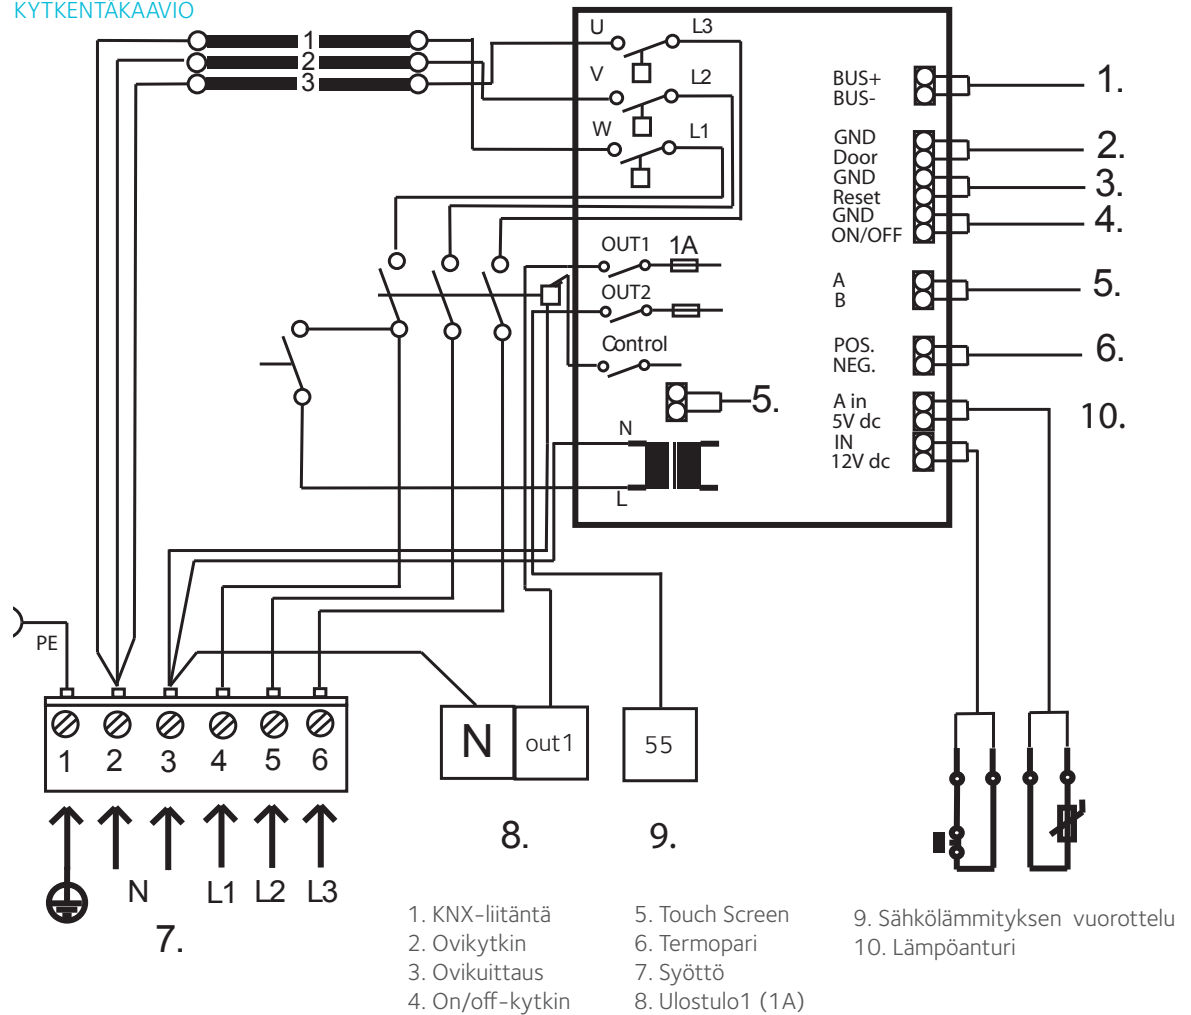 KYTKENTÄKAAVIO
1
2
3
U
L3
V
L2
W
L1
BUS+
BUS-
1.
GND
Door
2.
GND
Reset
3.
GND
ON/OFF
4.
OUT1
1A
OUT2
A
B
5.
Control
POS.
NEG.
6.
5.
A in
5V dc
10.
IN
12V dc
N
L
PE
1
2
3
4
5
6
N
out1
55
8.
9.
N
L1
L2
L3
7.
1. KNX-liitäntä
2. Ovikytkin
3. Ovikuittaus
4. On/off-kytkin
5. Touch Screen
6. Termopari
7. Syöttö
8. Ulostulo1 (1A)
9. Sähkölämmityksen vuorottelu
10. Lämpöanturi